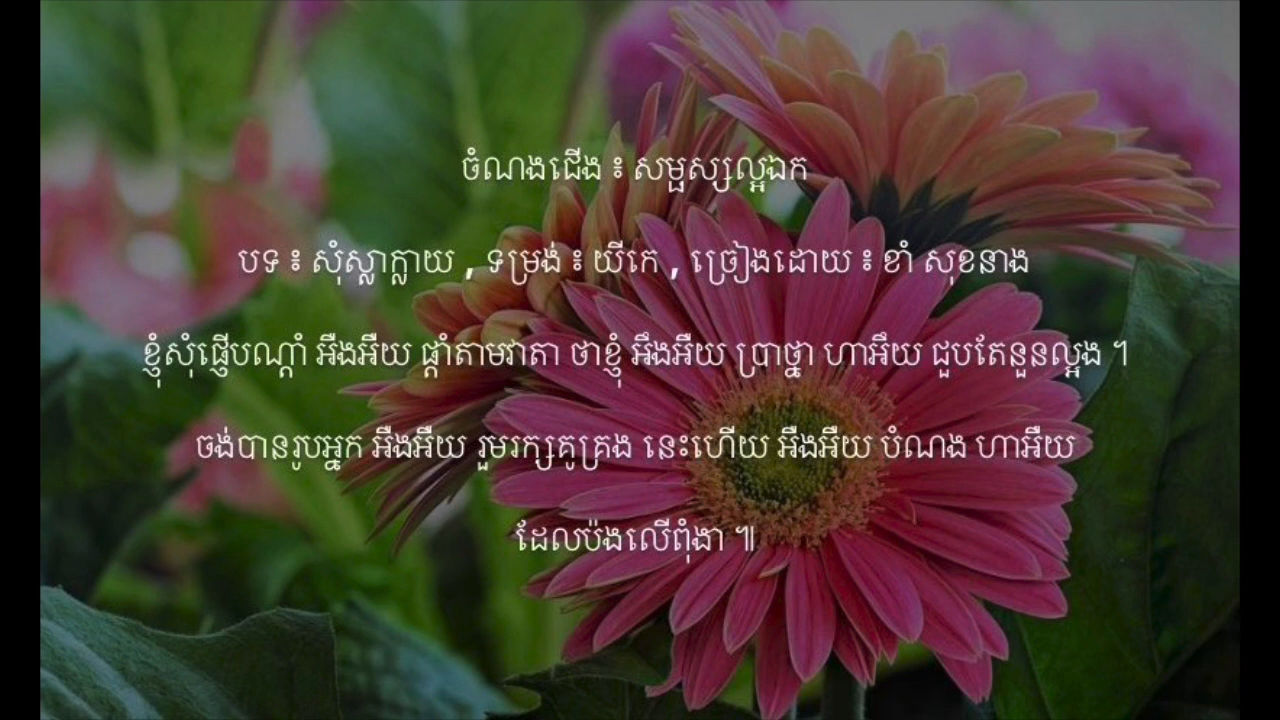 ចំណងជើង ៖ សម្ផស្សល្អឯក
បទ ៖ សុំស្លាក្លាយ , ទម្រង់ ៖ យីកេ , ច្រៀងដោយ ៖ ខាំ សុខនាង
ខ្ញុំសុំផ្ញើបណ្ដាំ អឺងអឺយ ផ្ដាំតាមវាតា ថាខ្ញុំ អឺងអឺយ ប្រាថ្នា ហាអឺយ ជួបតែនួនល្អង ។
ចង់បានរូបអ្នក អឺងអឺយ រួមរក្សគូគ្រង នេះហើយ អឺងអឺយ បំណង ហាអឺយ
ដែលប៉ងលើពុំងា ៕